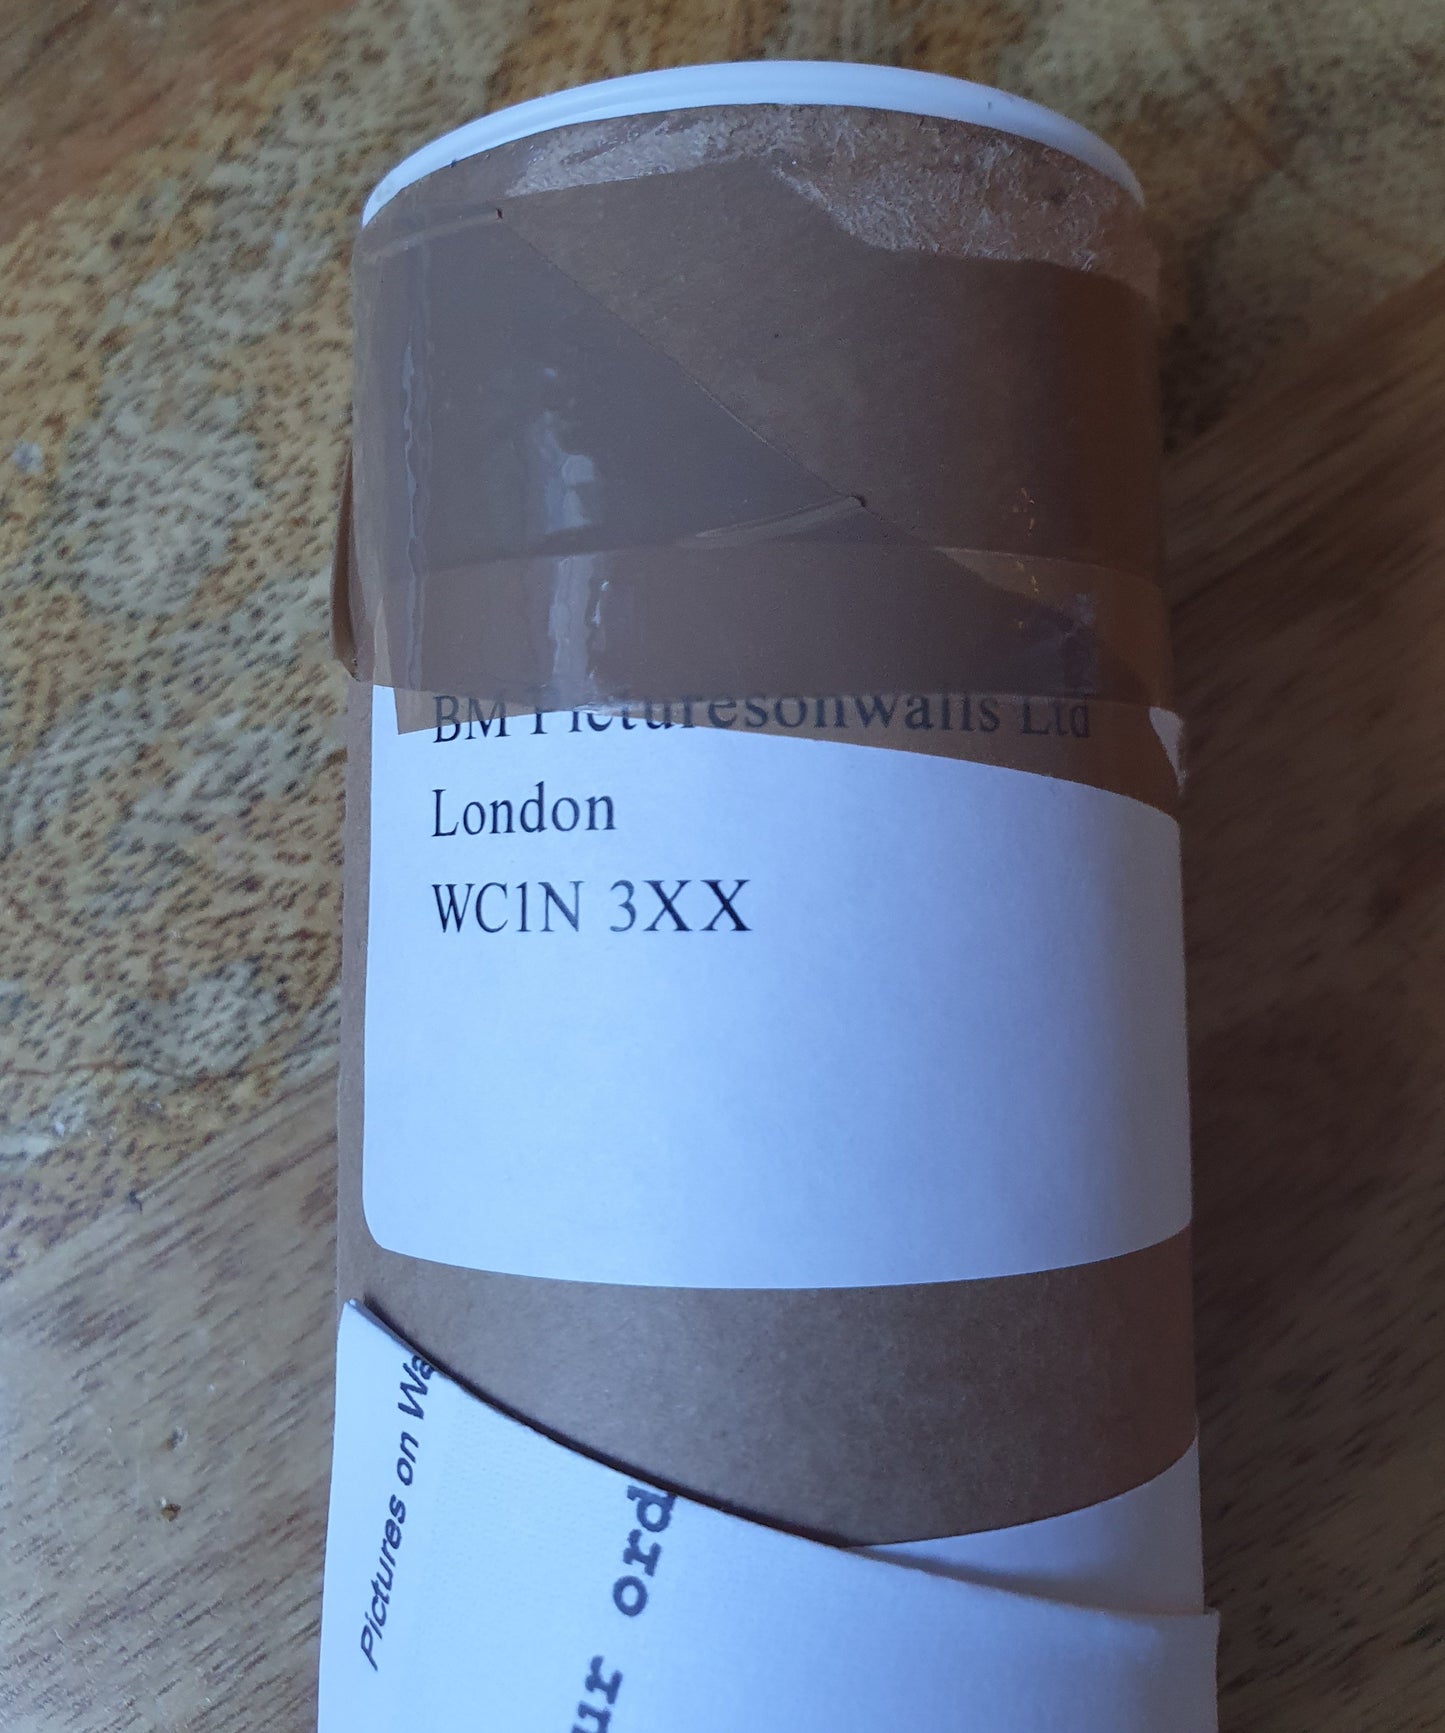 BM Picturesonwalls Ltd
London
WC1N 3XX
Pictures on